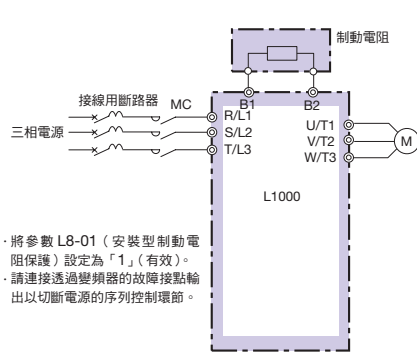 制動電阻
B1 B2
接線用斷路器 MC
三相電源
R/L1
S/L2
T/L3
U/T1
V/T2
W/T3
M
L1000
·將參數 L8-01(安裝型制動電
阻保護)設定為「1」(有效)。
·請連接透過變頻器的故障接點輸
出以切斷電源的序列控制環節。